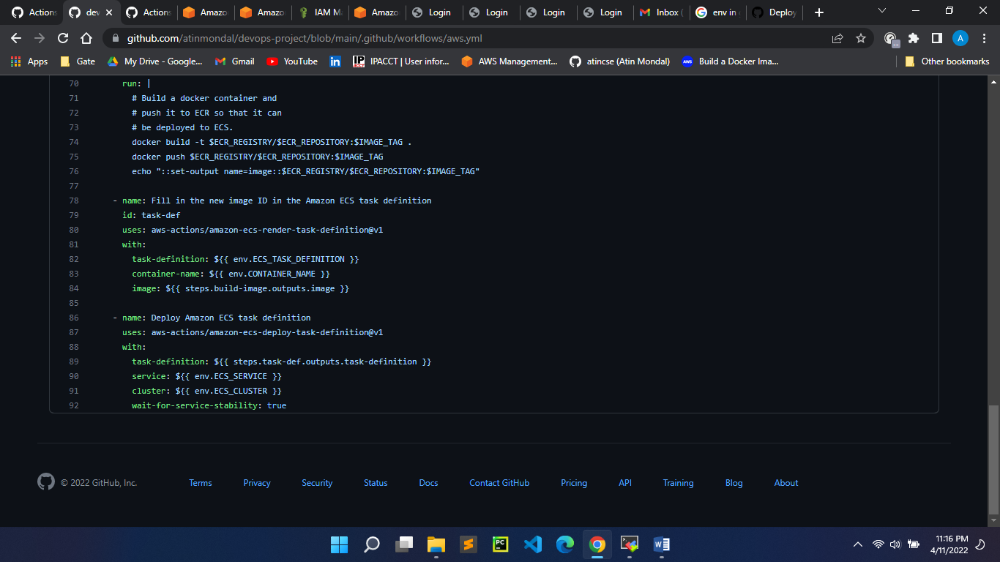 Actions
dev
Actions
Amazo
Amazo
IAM Ma
Amazo
Login
Login
Login
Login
Inbox (
env in
Deploy
github.com/atinmondal/devops-project/blob/main/.github/workflows/aws.yml
A
Apps
Gate
My Drive - Google...
Gmail
YouTube
in
IP ACCT
IPACCT | User infor...
AWS Management...
atincse (Atin Mondal)
AWS
Build a Docker Ima...
Other bookmarks
70 run: |
71 # Build a docker container and
72 # push it to ECR so that it can
73 # be deployed to ECS.
74 docker build -t $ECR_REGISTRY/$ECR_REPOSITORY:$IMAGE_TAG .
75 docker push $ECR_REGISTRY/$ECR_REPOSITORY:$IMAGE_TAG
76 echo "::set-output name=image::$ECR_REGISTRY/$ECR_REPOSITORY:$IMAGE_TAG"
77
78 - name: Fill in the new image ID in the Amazon ECS task definition
79 id: task-def
80 uses: aws-actions/amazon-ecs-render-task-definition@v1
81 with:
82 task-definition: ${{ env.ECS_TASK_DEFINITION }}
83 container-name: ${{ env.CONTAINER_NAME }}
84 image: ${{ steps.build-image.outputs.image }}
85
86 - name: Deploy Amazon ECS task definition
87 uses: aws-actions/amazon-ecs-deploy-task-definition@v1
88 with:
89 task-definition: ${{ steps.task-def.outputs.task-definition }}
90 service: ${{ env.ECS_SERVICE }}
91 cluster: ${{ env.ECS_CLUSTER }}
92 wait-for-service-stability: true
© 2022 GitHub, Inc.
Terms
Privacy
Security
Status
Docs
Contact GitHub
Pricing
API
Training
Blog
About
PC
W
11:16 PM
4/11/2022